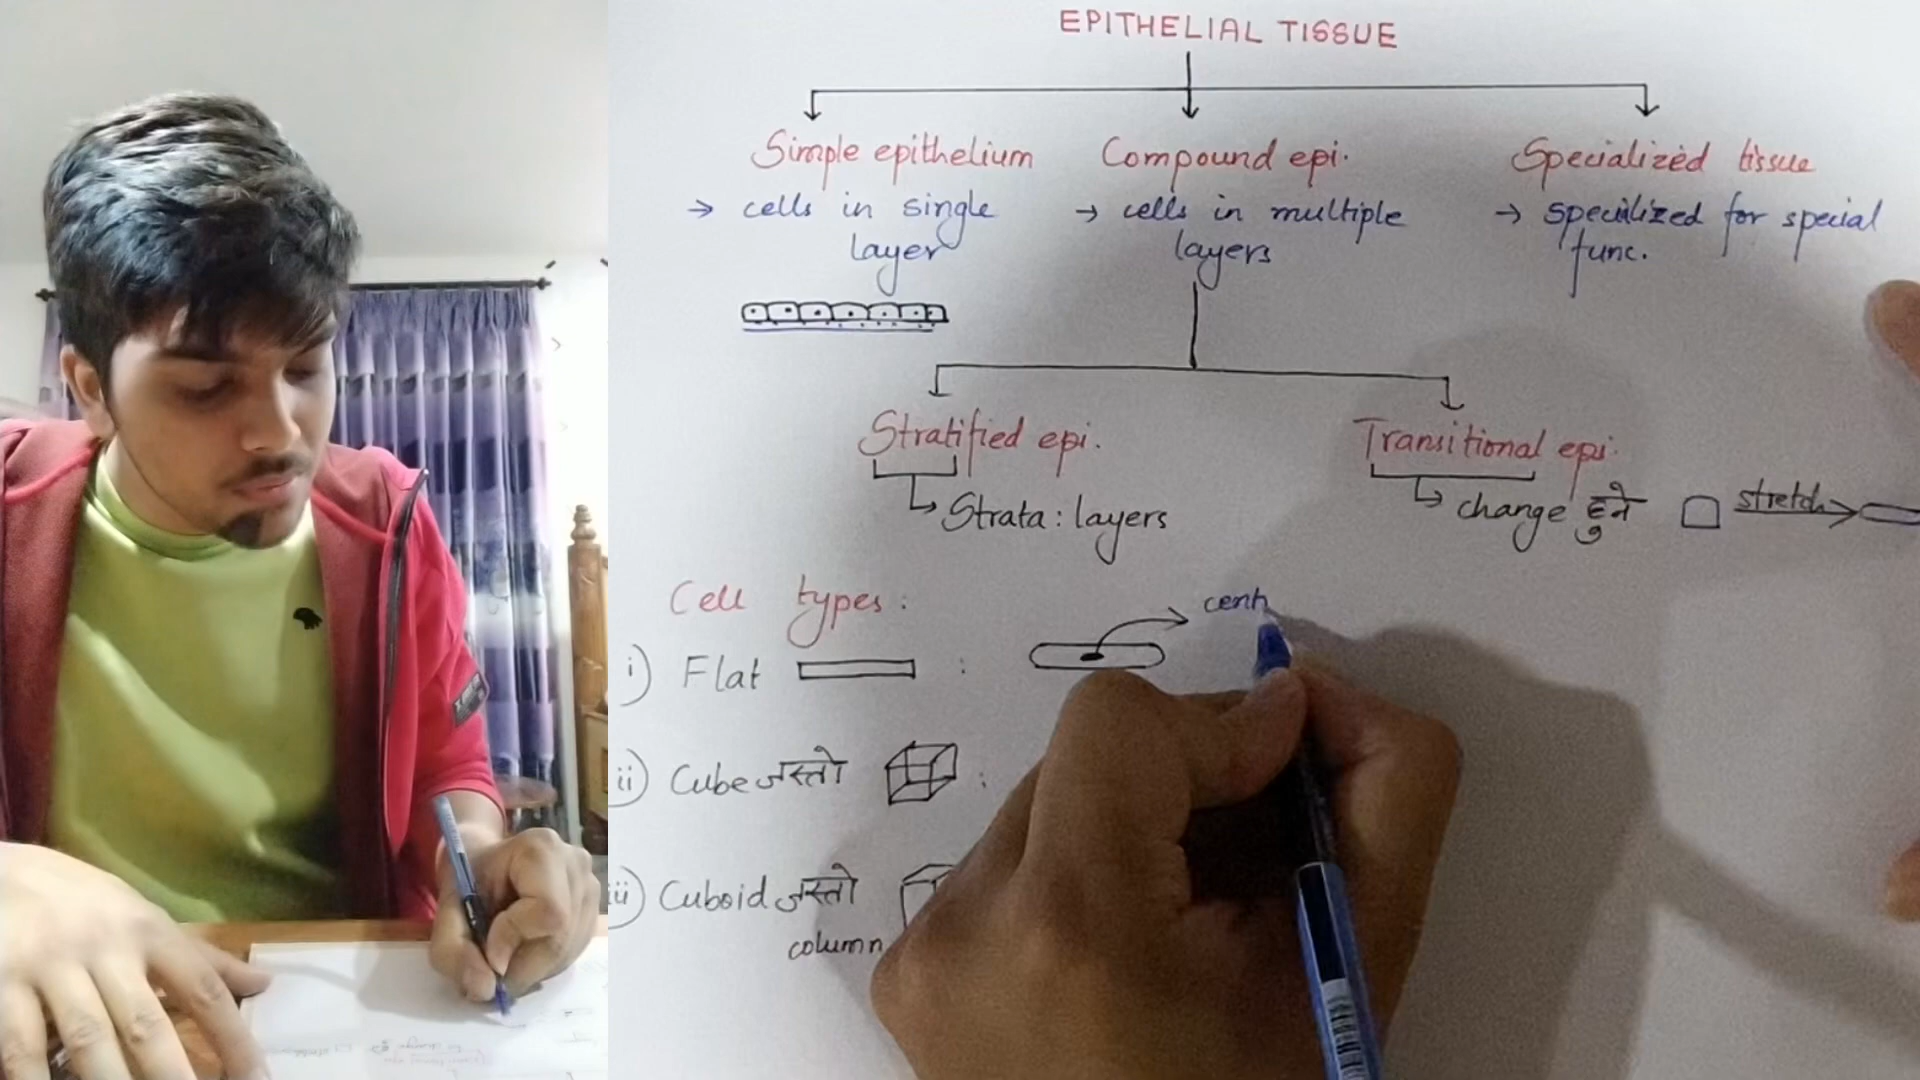 EPITHELIAL TISSUE
Simple epithelium
→ cells in single
layer
Compound epi.
→ cells in multiple
layers
Specialized tissue
→ specialized for special
func.
Stratified epi.
Strata : layers
Transitional epi.
change हुने
stretch
Cell types :
i) Flat :
cent
ii) Cube जस्तो :
iii) Cuboid जस्तो
column